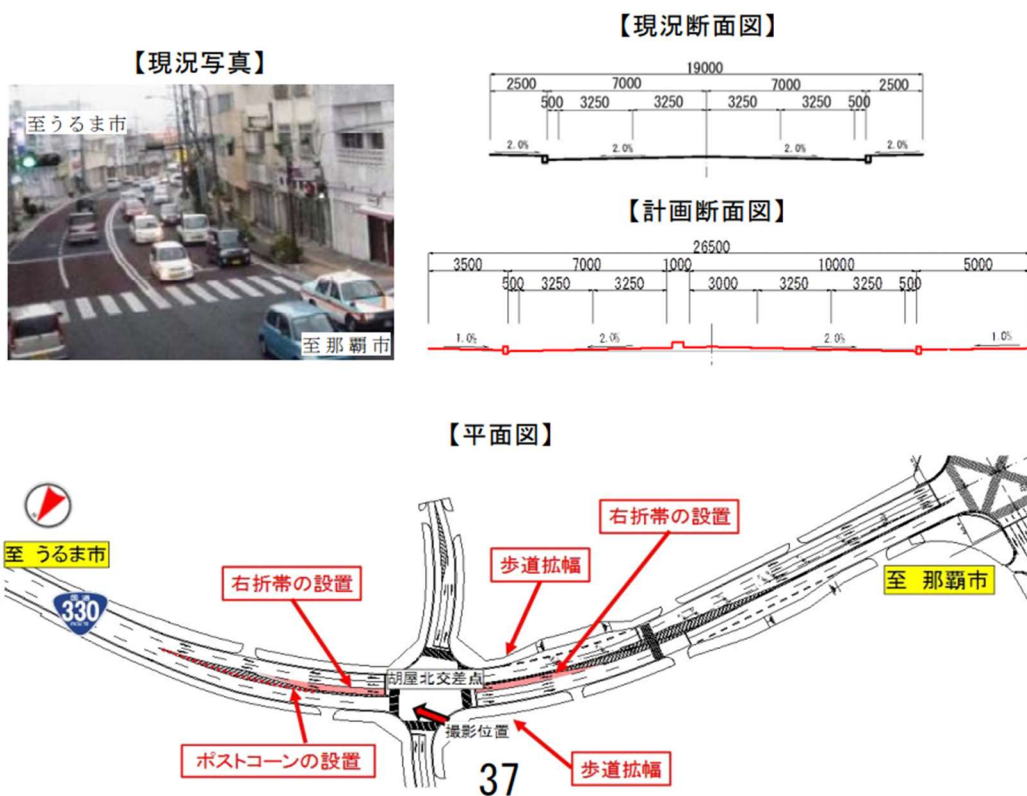 【現況写真】
至うるま市
至那覇市
【現況断面図】
19000
2500 7000 7000 2500
500 3250 3250 3250 3250 500
2.0% 2.0% 2.0% 2.0%
【計画断面図】
26500
3500 7000 1000 10000 5000
500 3250 3250 3000 3250 3250 500
1.0% 2.0% 2.0% 1.0%
【平面図】
至 うるま市
330
右折帯の設置
歩道拡幅
右折帯の設置
至 那覇市
胡屋北交差点
撮影位置
ポストコーンの設置
歩道拡幅
37